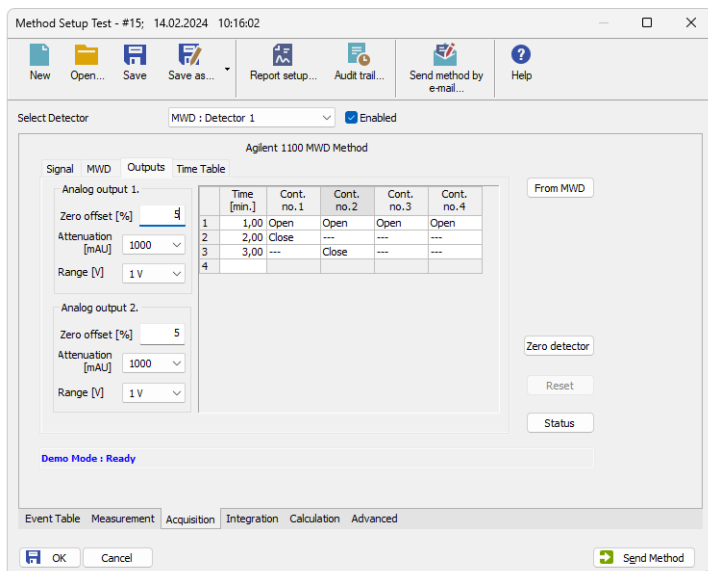 Method Setup Test - #15; 14.02.2024 10:16:02
New Open... Save Save as... Report setup... Audit trail... Send method by e-mail... Help
Select Detector MWD : Detector 1 Enabled
Agilent 1100 MWD Method
Signal MWD Outputs Time Table
From MWD
Analog output 1.
Zero offset [%] 5
Attenuation [mAU] 1000
Range [V] 1 V
Time [min.] Cont. no.1 Cont. no.2 Cont. no.3 Cont. no.4
1 1,00 Open Open Open Open
2 2,00 Close --- --- ---
3 3,00 --- Close --- ---
4
Analog output 2.
Zero offset [%] 5
Attenuation [mAU] 1000
Range [V] 1 V
Zero detector
Reset
Status
Demo Mode : Ready
Event Table Measurement Acquisition Integration Calculation Advanced
OK Cancel Send Method